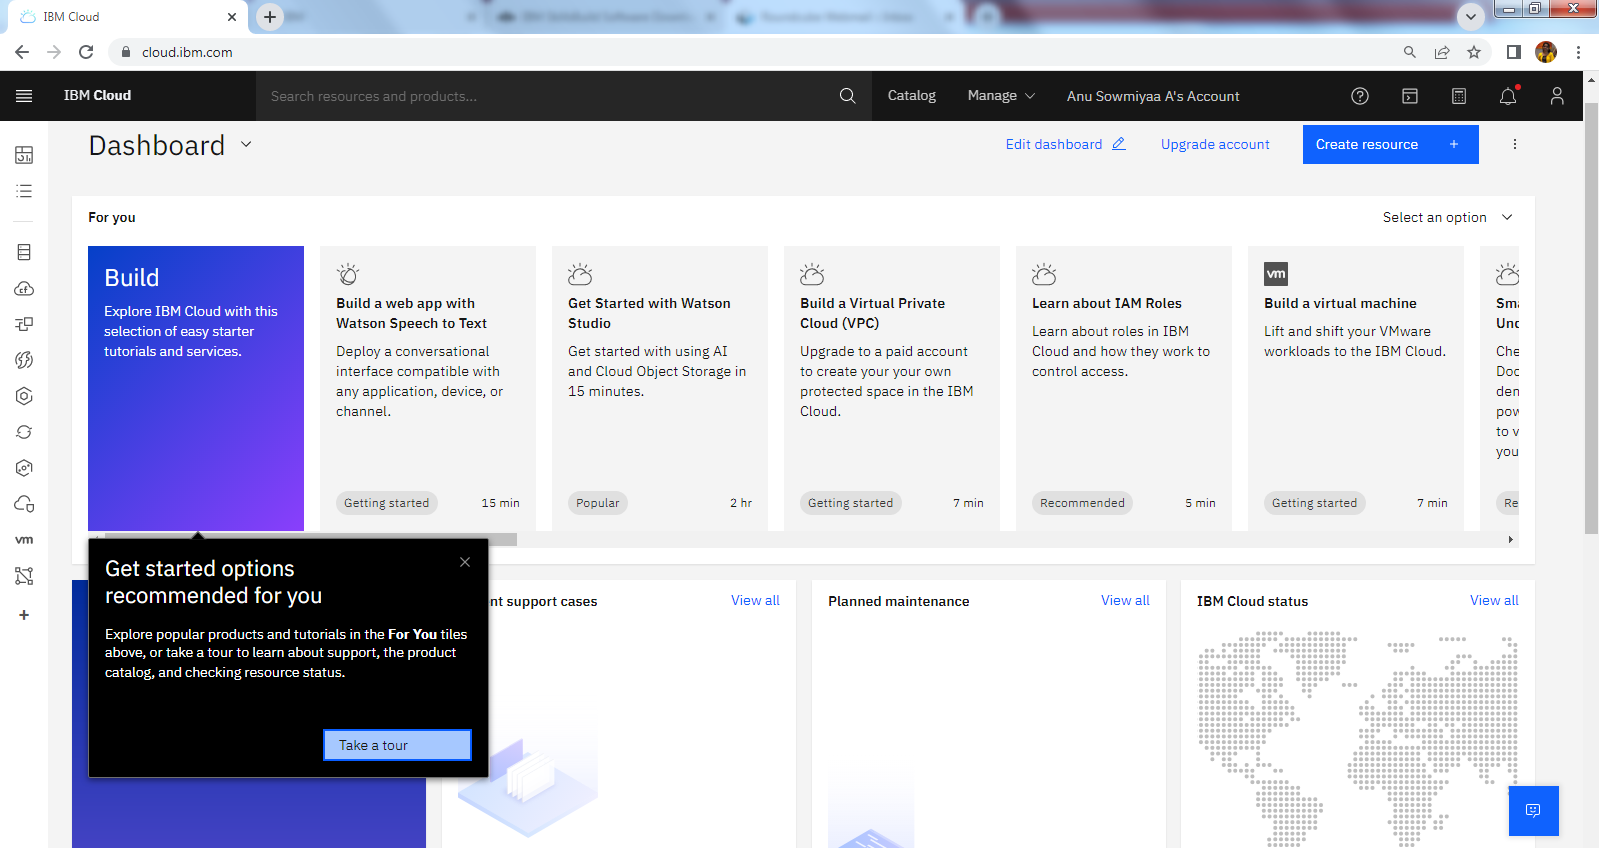 IBM Cloud
cloud.ibm.com
IBM Cloud
Search resources and products...
Catalog
Manage
Anu Sowmiyaa A's Account
Dashboard
Edit dashboard
Upgrade account
Create resource +
For you
Select an option
Build
Explore IBM Cloud with this
selection of easy starter
tutorials and services.
Build a web app with
Watson Speech to Text
Deploy a conversational
interface compatible with
any application, device, or
channel.
Getting started
15 min
Get Started with Watson
Studio
Get started with using AI
and Cloud Object Storage in
15 minutes.
Popular
2 hr
Build a Virtual Private
Cloud (VPC)
Upgrade to a paid account
to create your your own
protected space in the IBM
Cloud.
Getting started
7 min
Learn about IAM Roles
Learn about roles in IBM
Cloud and how they work to
control access.
Recommended
5 min
vm
Build a virtual machine
Lift and shift your VMware
workloads to the IBM Cloud.
Getting started
7 min
Sma
Und
Che
Doc
den
pow
to v
you
Re
cf
vm
Get started options
recommended for you
Explore popular products and tutorials in the For You tiles
above, or take a tour to learn about support, the product
catalog, and checking resource status.
Take a tour
nt support cases
View all
Planned maintenance
View all
IBM Cloud status
View all